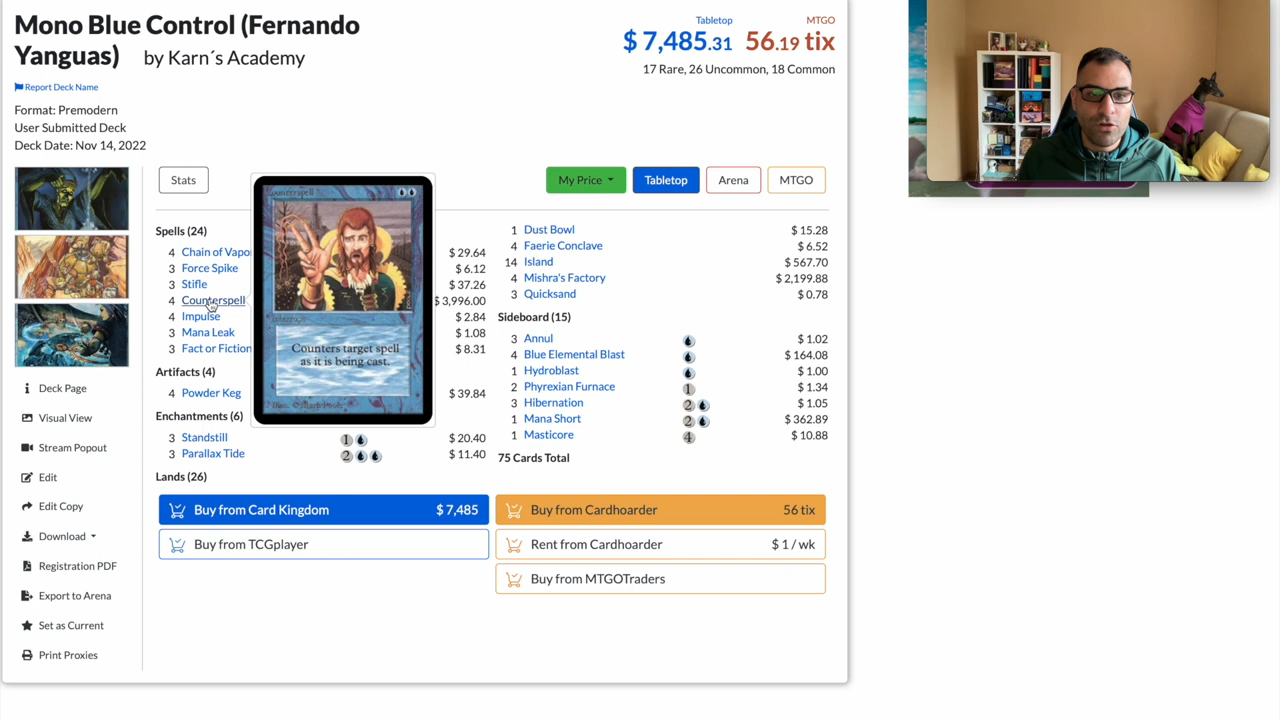 Mono Blue Control (Fernando
Yanguas) by Karn´s Academy
Tabletop
$ 7,485.31
MTGO
56.19 tix
17 Rare, 26 Uncommon, 18 Common
Report Deck Name
Format: Premodern
User Submitted Deck
Deck Date: Nov 14, 2022
Stats
My Price
Tabletop
Arena
MTGO
Deck Page
Visual View
Stream Popout
Edit
Edit Copy
Download
Registration PDF
Export to Arena
Set as Current
Print Proxies
Spells (24)
4 Chain of Vapo $ 29.64
3 Force Spike $ 6.12
3 Stifle $ 37.26
4 Counterspell $ 3,996.00
4 Impulse $ 2.84
3 Mana Leak $ 1.08
3 Fact or Fiction $ 8.31
Artifacts (4)
4 Powder Keg $ 39.84
Enchantments (6)
3 Standstill 1 $ 20.40
3 Parallax Tide 2 $ 11.40
Lands (26)
Counterspell
Counters target spell
as it is being cast.
1 Dust Bowl $ 15.28
4 Faerie Conclave $ 6.52
14 Island $ 567.70
4 Mishra's Factory $ 2,199.88
3 Quicksand $ 0.78
Sideboard (15)
3 Annul $ 1.02
4 Blue Elemental Blast $ 164.08
1 Hydroblast $ 1.00
2 Phyrexian Furnace 1 $ 1.34
3 Hibernation 2 $ 1.05
1 Mana Short 2 $ 362.89
1 Masticore 4 $ 10.88
75 Cards Total
Buy from Card Kingdom $ 7,485
Buy from TCGplayer
Buy from Cardhoarder 56 tix
Rent from Cardhoarder $ 1 / wk
Buy from MTGOTraders